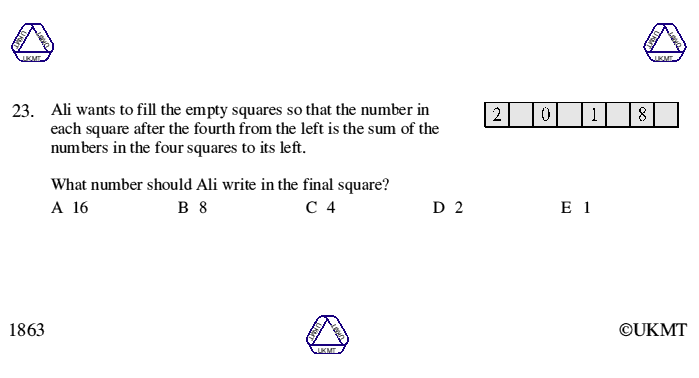 UKMT UKMT UKMT
UKMT UKMT UKMT
23. Ali wants to fill the empty squares so that the number in
each square after the fourth from the left is the sum of the
numbers in the four squares to its left.
2 0 1 8
What number should Ali write in the final square?
A 16 B 8 C 4 D 2 E 1
1863
UKMT UKMT UKMT
©UKMT